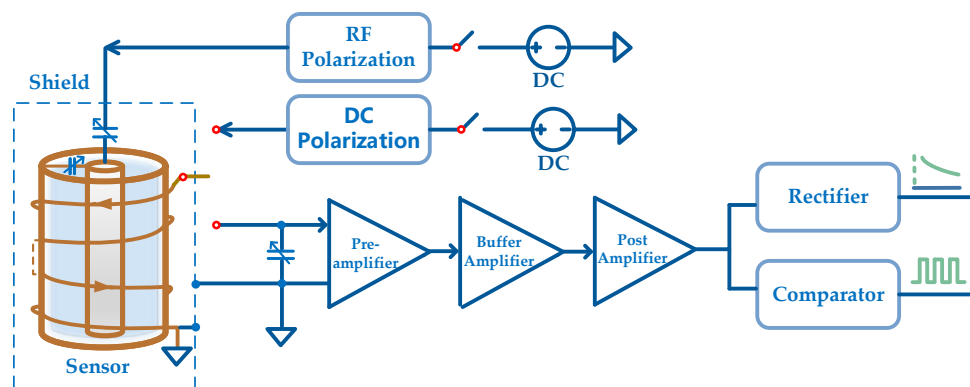 RF
Polarization
DC
Shield
DC
Polarization
DC
Pre-
amplifier
Buffer
Amplifier
Post
Amplifier
Rectifier
Comparator
Sensor